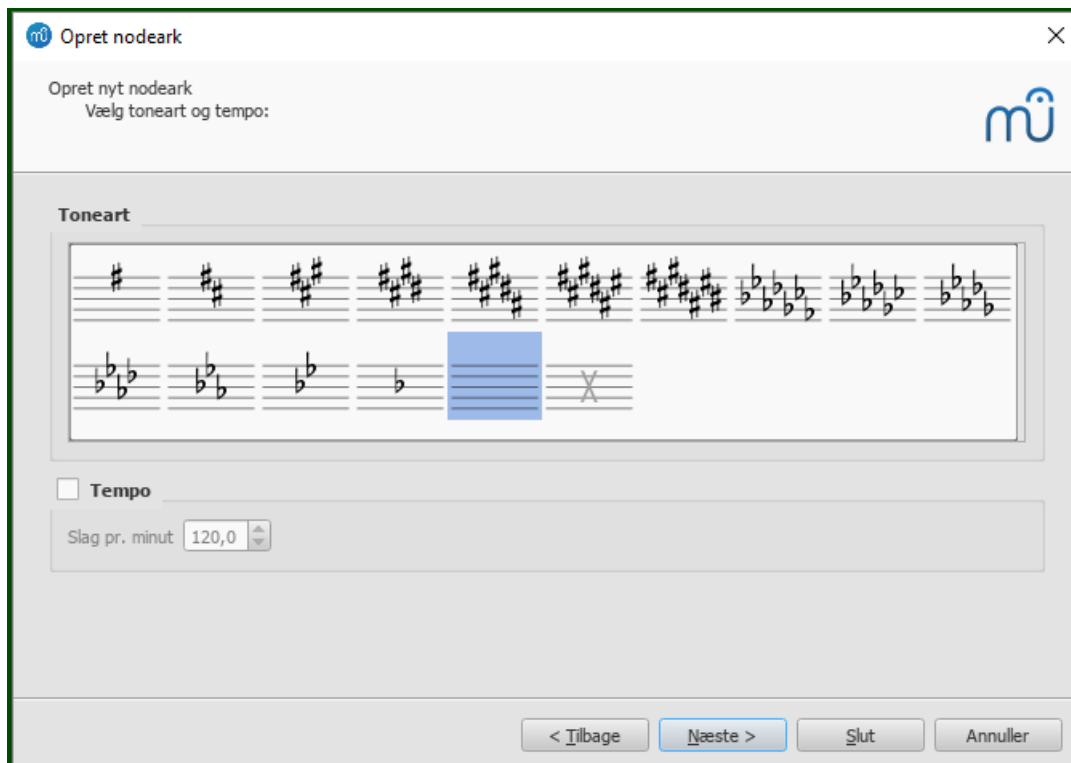 Opret nodeark
Opret nyt nodeark
Vælg toneart og tempo:
Toneart
Tempo
Slag pr. minut 120,0
< Tilbage Næste > Slut Annuller